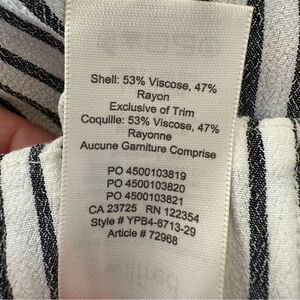 Shell: 53% Viscose, 47%
Rayon
Exclusive of Trim
Coquille: 53% Viscose, 47%
Rayonne
Aucune Garniture Comprise
PO 4500103819
PO 4500103820
PO 4500103821
CA 23725 RN 122354
Style # YPB4-6713-29
Article # 72968